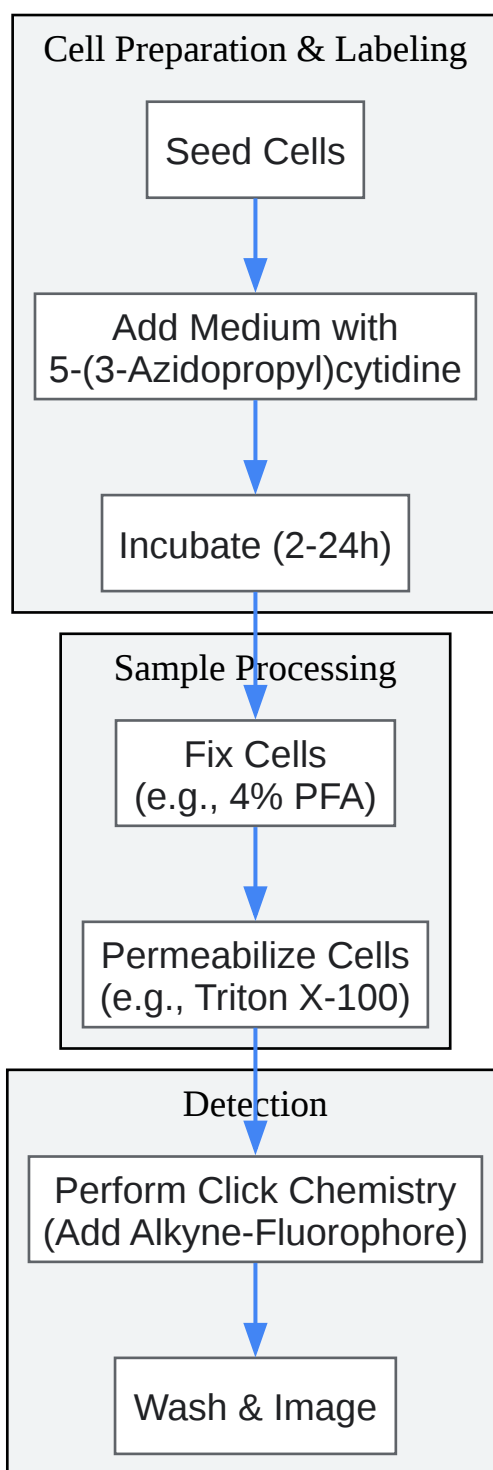 Cell Preparation & Labeling
Seed Cells
Add Medium with
5-(3-Azidopropyl)cytidine
Incubate (2-24h)
Sample Processing
Fix Cells
(e.g., 4% PFA)
Permeabilize Cells
(e.g., Triton X-100)
Detection
Perform Click Chemistry
(Add Alkyne-Fluorophore)
Wash & Image